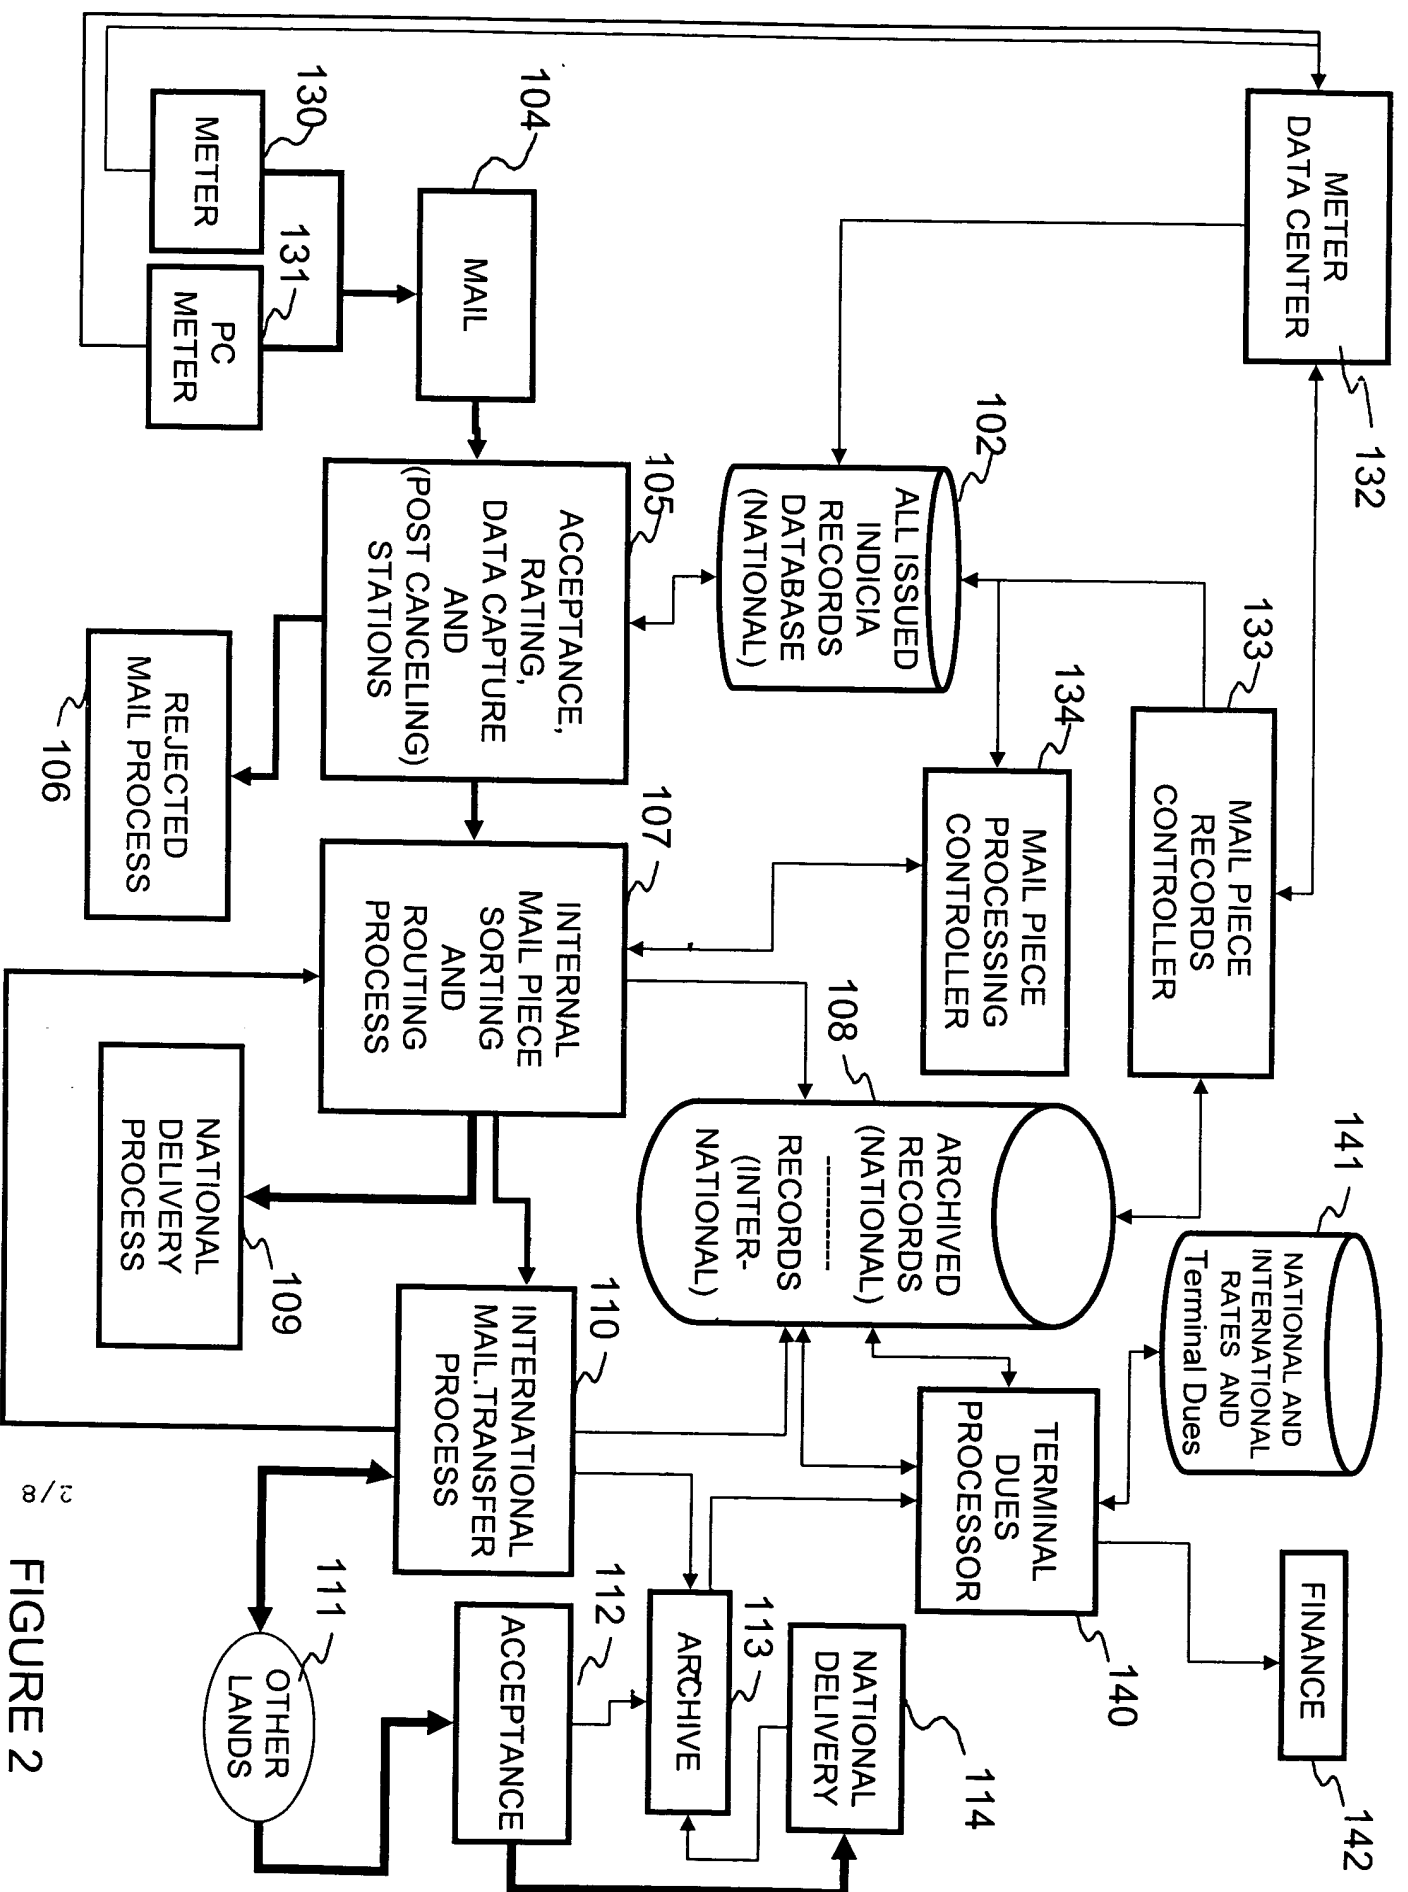 METER
DATA CENTER
132
133
MAIL PIECE
RECORDS
CONTROLLER
141
NATIONAL AND
INTERNATIONAL
RATES AND
Terminal Dues
FINANCE
142
102
ALL ISSUED
INDICIA
RECORDS
DATABASE
(NATIONAL)
134
MAIL PIECE
PROCESSING
CONTROLLER
108
ARCHIVED
RECORDS
(NATIONAL)
----------
RECORDS
(INTER-
NATIONAL)
TERMINAL
DUES
PROCESSOR
140
NATIONAL
DELIVERY
114
104
MAIL
105
ACCEPTANCE,
RATING,
DATA CAPTURE
AND
(POST CANCELING)
STATIONS
107
INTERNAL
MAIL PIECE
SORTING
AND
ROUTING
PROCESS
110
INTERNATIONAL
MAIL.TRANSFER
PROCESS
113
ARCHIVE
112
ACCEPTANCE
130
METER
131
PC
METER
REJECTED
MAIL PROCESS
106
NATIONAL
DELIVERY
PROCESS
109
111
OTHER
LANDS
2/8
FIGURE 2